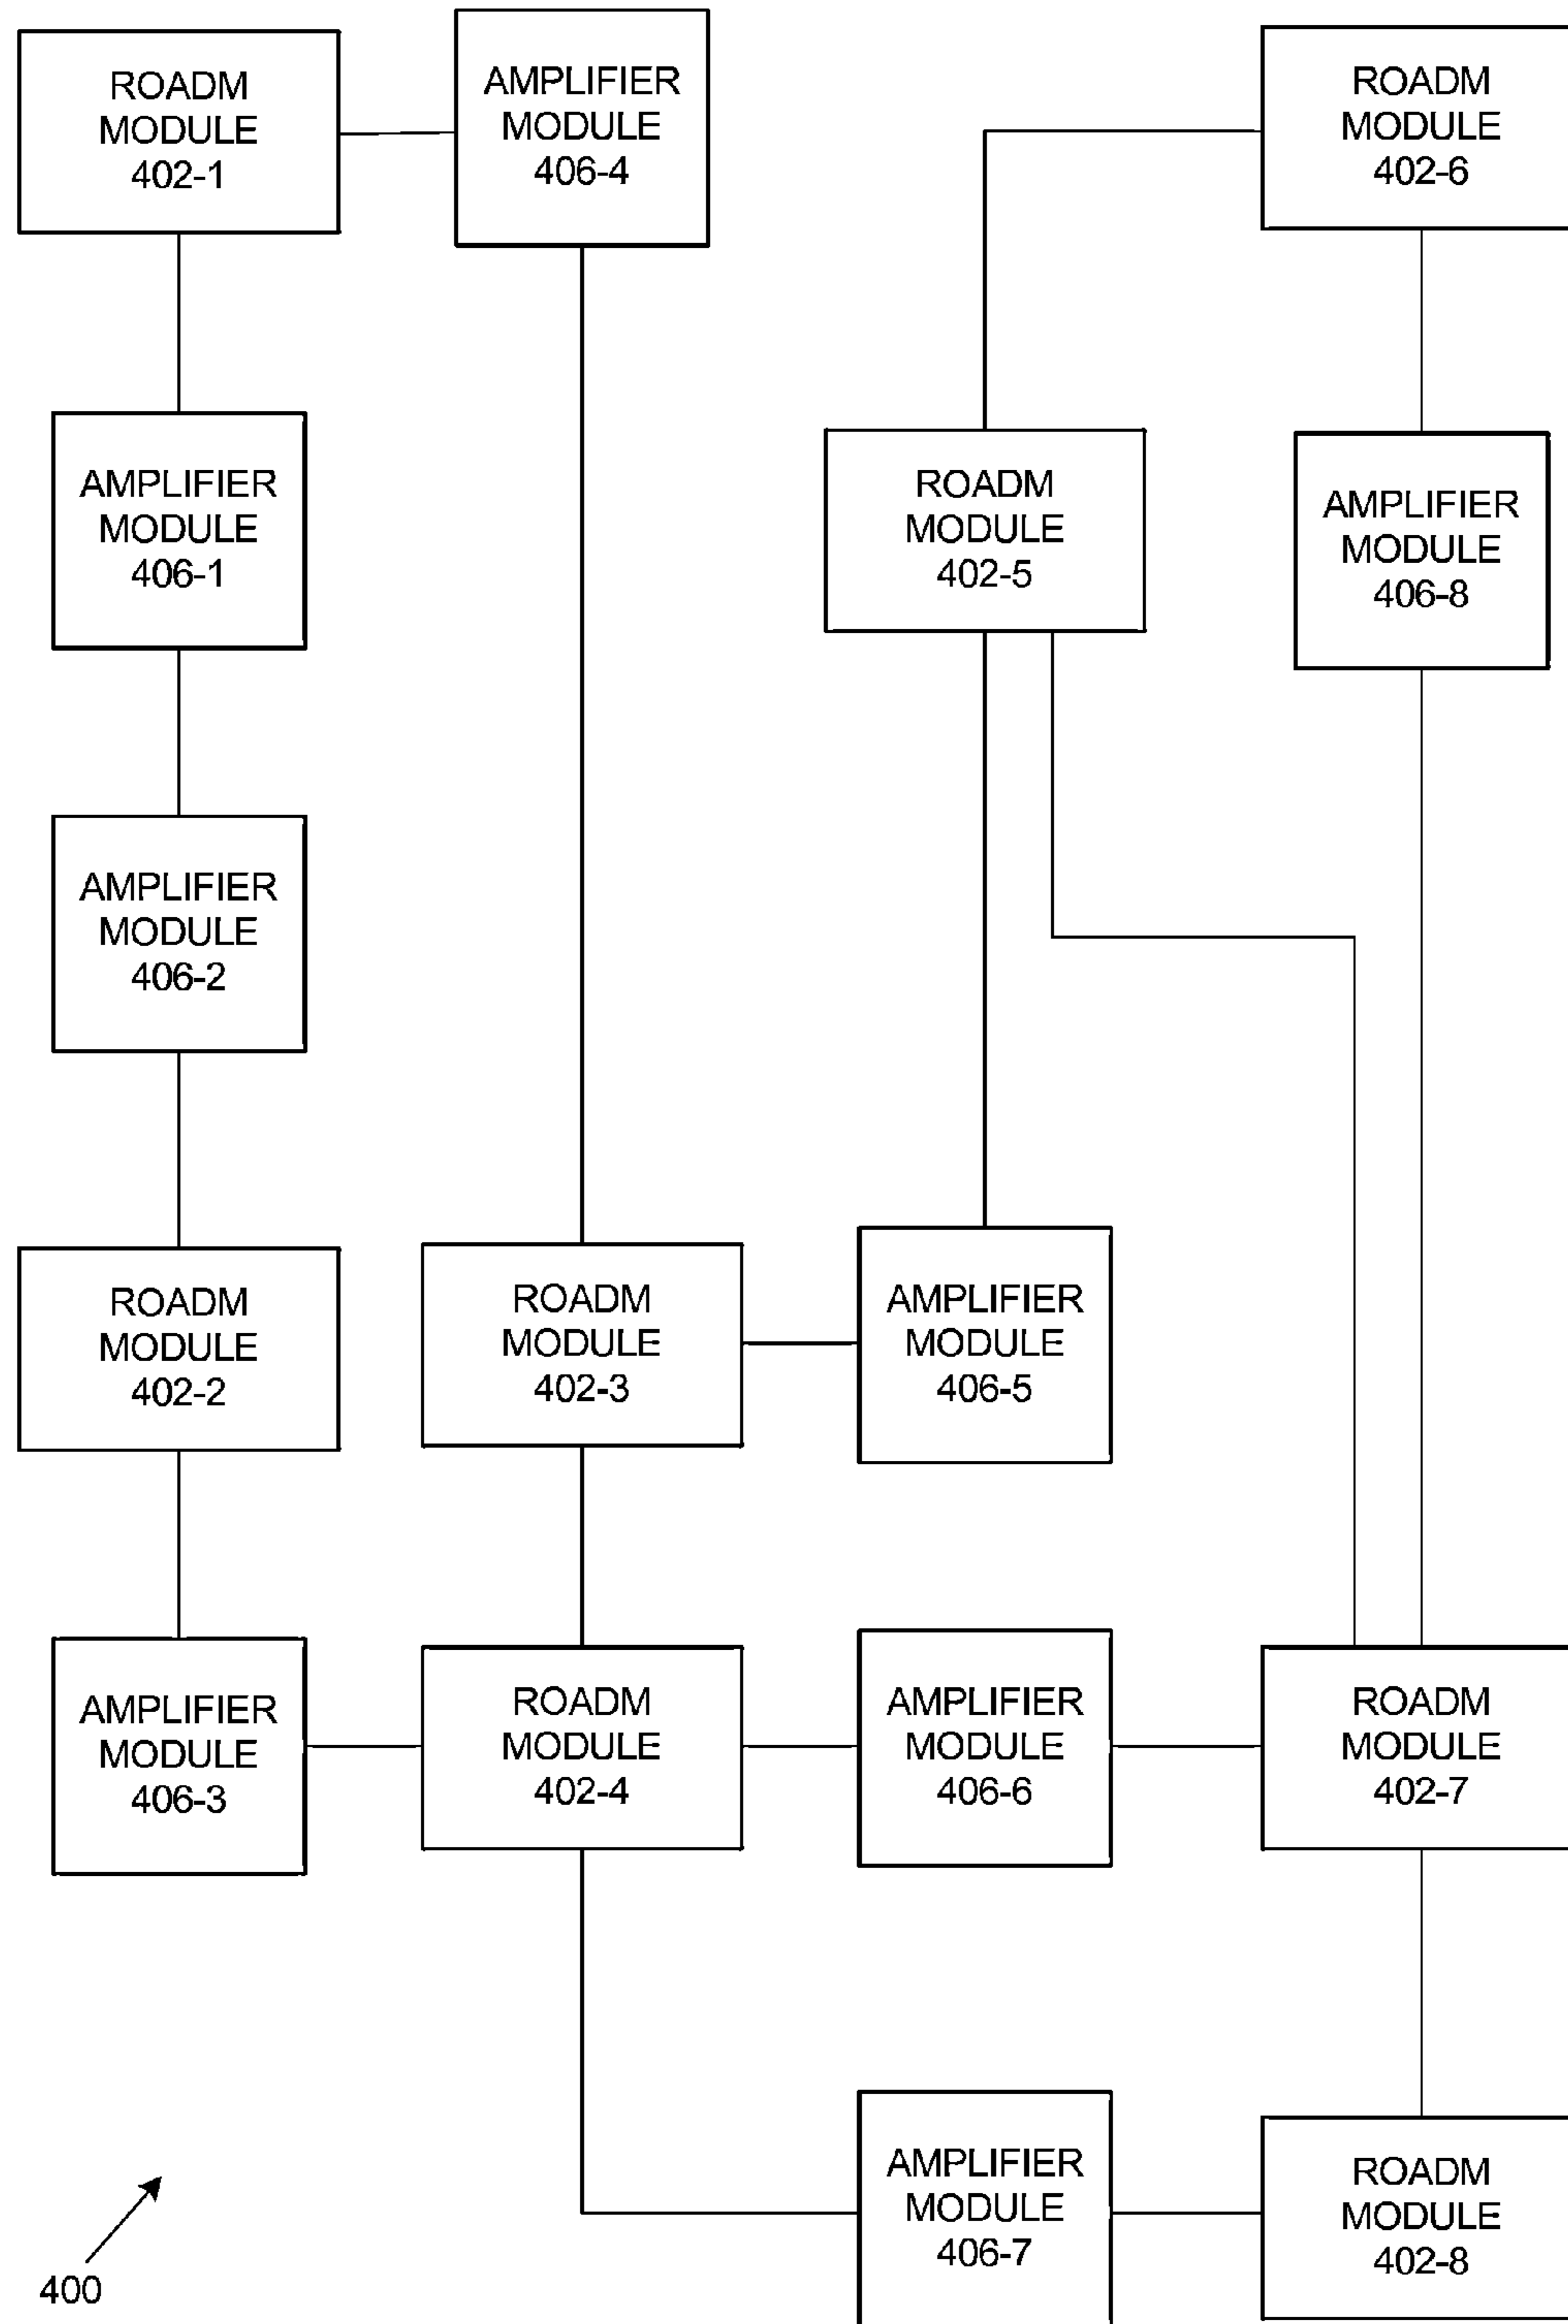 ROADM
MODULE
402-1
AMPLIFIER
MODULE
406-4
ROADM
MODULE
402-6
AMPLIFIER
MODULE
406-1
ROADM
MODULE
402-5
AMPLIFIER
MODULE
406-8
AMPLIFIER
MODULE
406-2
ROADM
MODULE
402-2
ROADM
MODULE
402-3
AMPLIFIER
MODULE
406-5
AMPLIFIER
MODULE
406-3
ROADM
MODULE
402-4
AMPLIFIER
MODULE
406-6
ROADM
MODULE
402-7
AMPLIFIER
MODULE
406-7
ROADM
MODULE
402-8
400